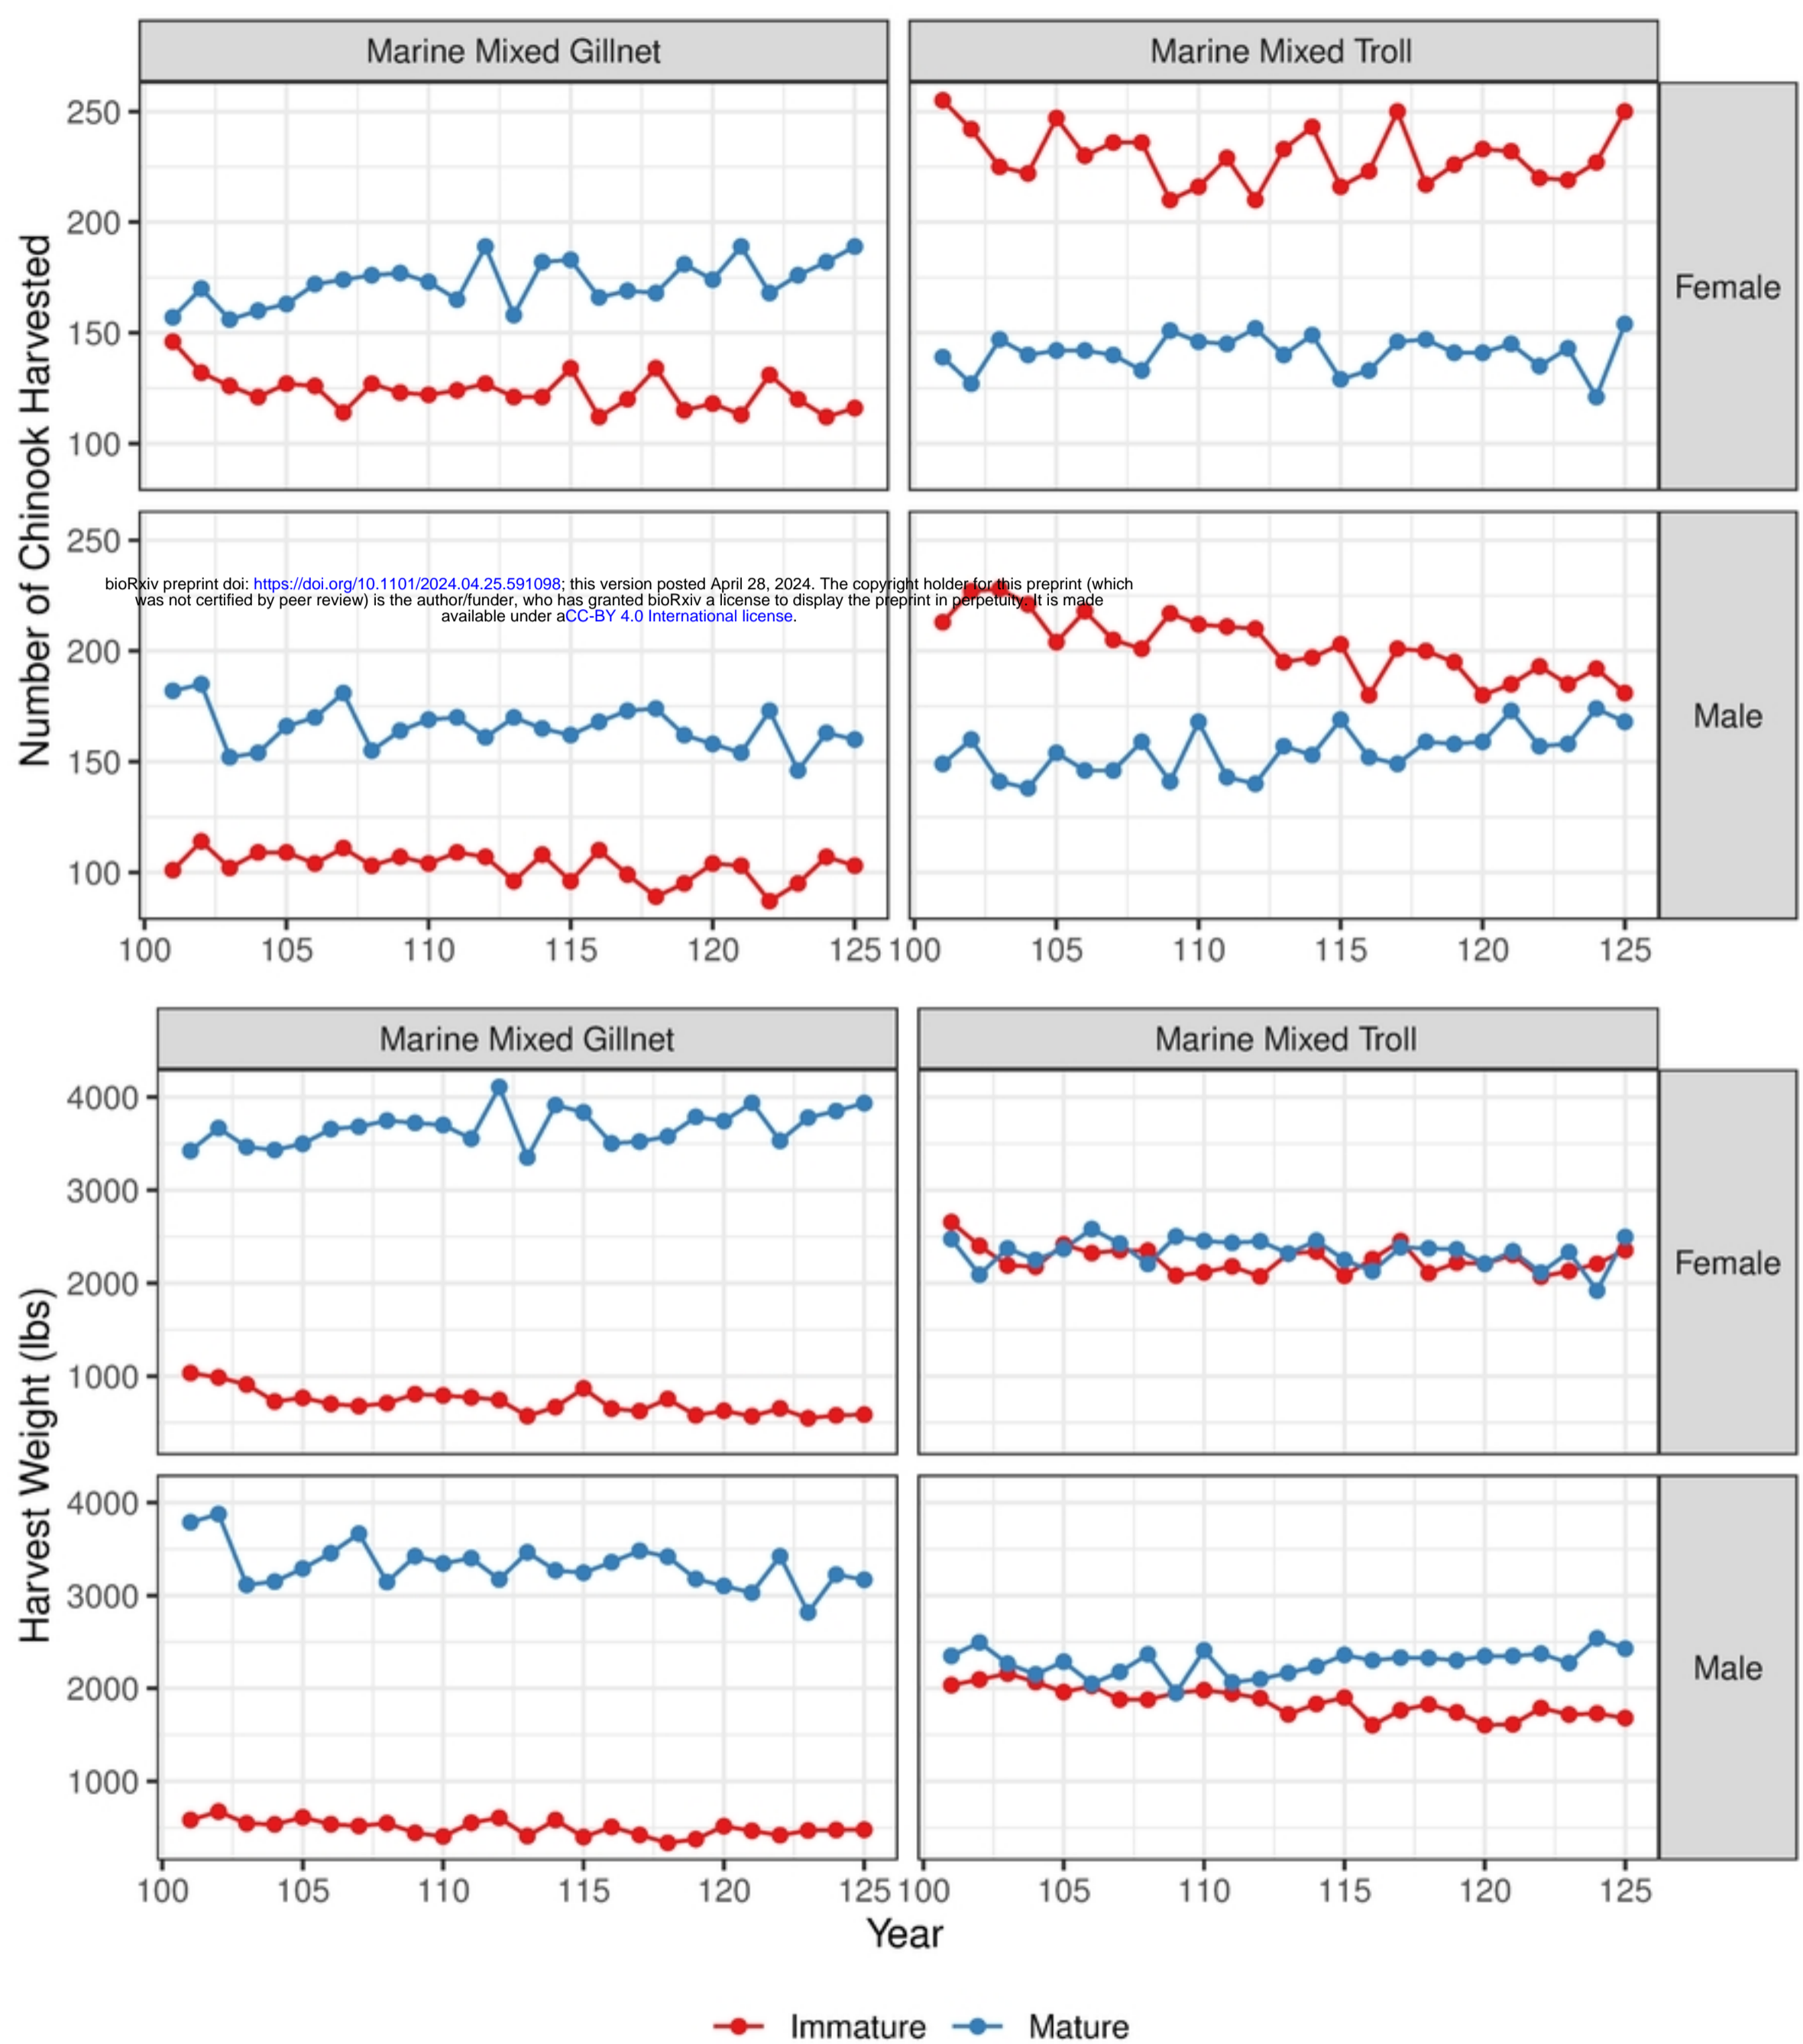 Marine Mixed Gillnet Marine Mixed Troll
250
200
150
100
Female
Number of Chinook Harvested
250
bioRxiv preprint doi: https://doi.org/10.1101/2024.04.25.591098; this version posted April 28, 2024. The copyright holder for this preprint (which
was not certified by peer review) is the author/funder, who has granted bioRxiv a license to display the preprint in perpetuity. It is made
available under aCC-BY 4.0 International license.
200
150
100
Male
100 105 110 115 120 125 100 105 110 115 120 125
Marine Mixed Gillnet Marine Mixed Troll
4000
3000
2000
1000
Female
Harvest Weight (lbs)
4000
3000
2000
1000
Male
100 105 110 115 120 125 100 105 110 115 120 125
Year
Immature Mature